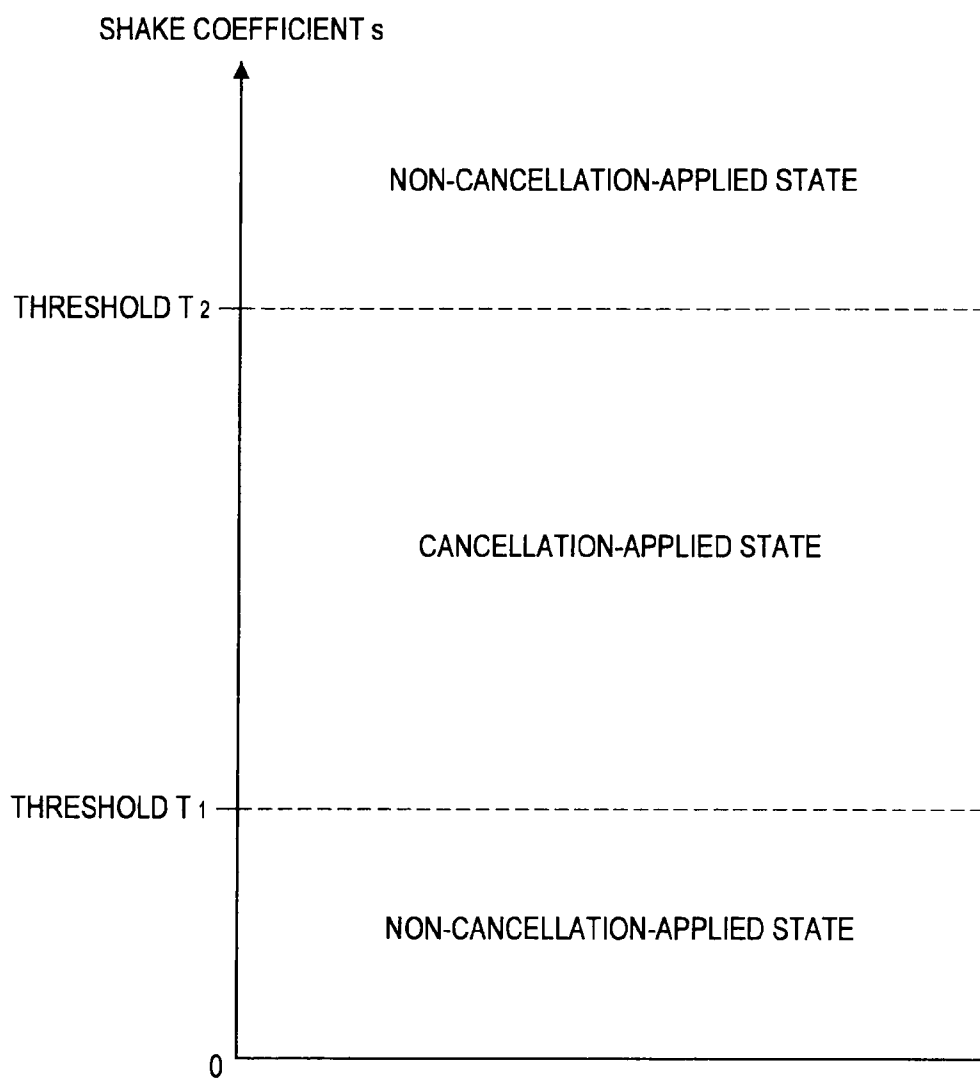 SHAKE COEFFICIENT s
NON-CANCELLATION-APPLIED STATE
THRESHOLD T 2
CANCELLATION-APPLIED STATE
THRESHOLD T 1
NON-CANCELLATION-APPLIED STATE
0